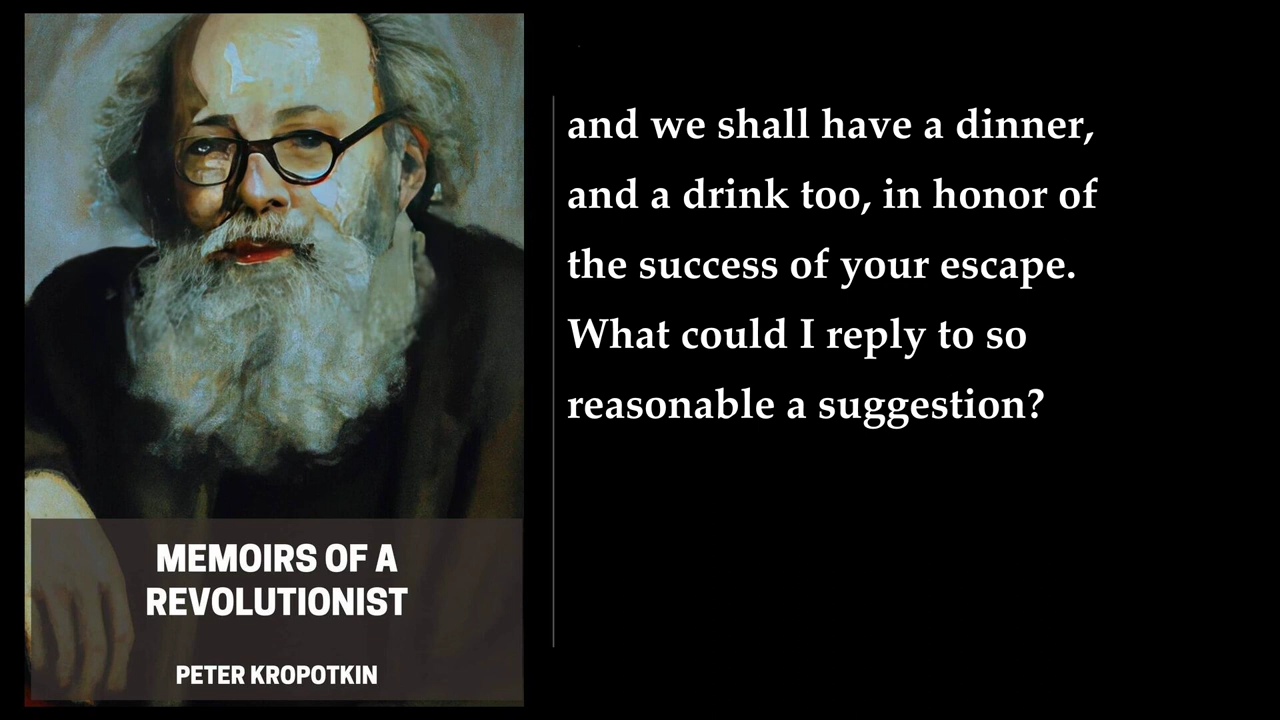 MEMOIRS OF A
REVOLUTIONIST
PETER KROPOTKIN
and we shall have a dinner,
and a drink too, in honor of
the success of your escape.
What could I reply to so
reasonable a suggestion?